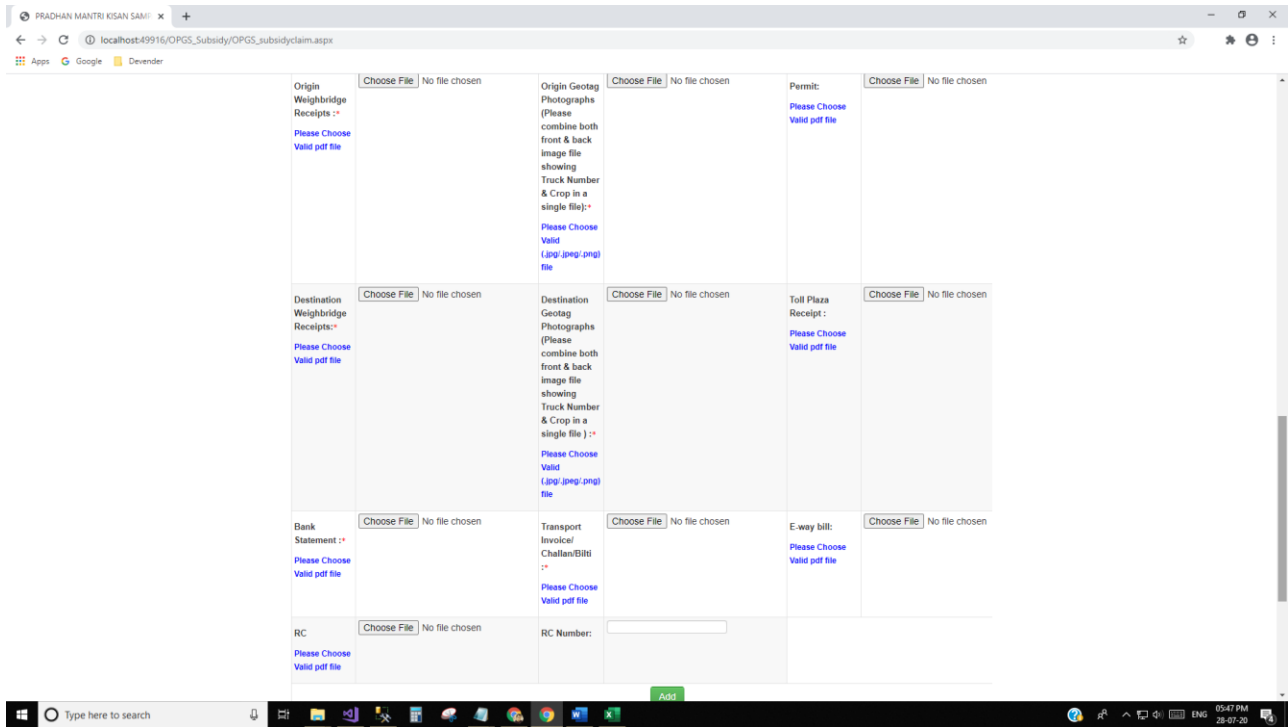 PRADHAN MANTRI KISAN SAMP
localhost:49916/OPGS_Subsidy/OPGS_subsidyclaim.aspx
Apps Google Devender
Origin
Weighbridge
Receipts :*
Please Choose
Valid pdf file
Choose File No file chosen
Origin Geotag
Photographs
(Please
combine both
front & back
image file
showing
Truck Number
& Crop in a
single file):*
Please Choose
Valid
(.jpg/.jpeg/.png)
file
Choose File No file chosen
Permit:
Please Choose
Valid pdf file
Choose File No file chosen
Destination
Weighbridge
Receipts:*
Please Choose
Valid pdf file
Choose File No file chosen
Destination
Geotag
Photographs
(Please
combine both
front & back
image file
showing
Truck Number
& Crop in a
single file ) :*
Please Choose
Valid
(.jpg/.jpeg/.png)
file
Choose File No file chosen
Toll Plaza
Receipt :
Please Choose
Valid pdf file
Choose File No file chosen
Bank
Statement :*
Please Choose
Valid pdf file
Choose File No file chosen
Transport
Invoice/
Challan/Bilti
:*
Please Choose
Valid pdf file
Choose File No file chosen
E-way bill:
Please Choose
Valid pdf file
Choose File No file chosen
RC
Please Choose
Valid pdf file
Choose File No file chosen
RC Number:
Add
Type here to search
ENG
05:47 PM
28-07-20